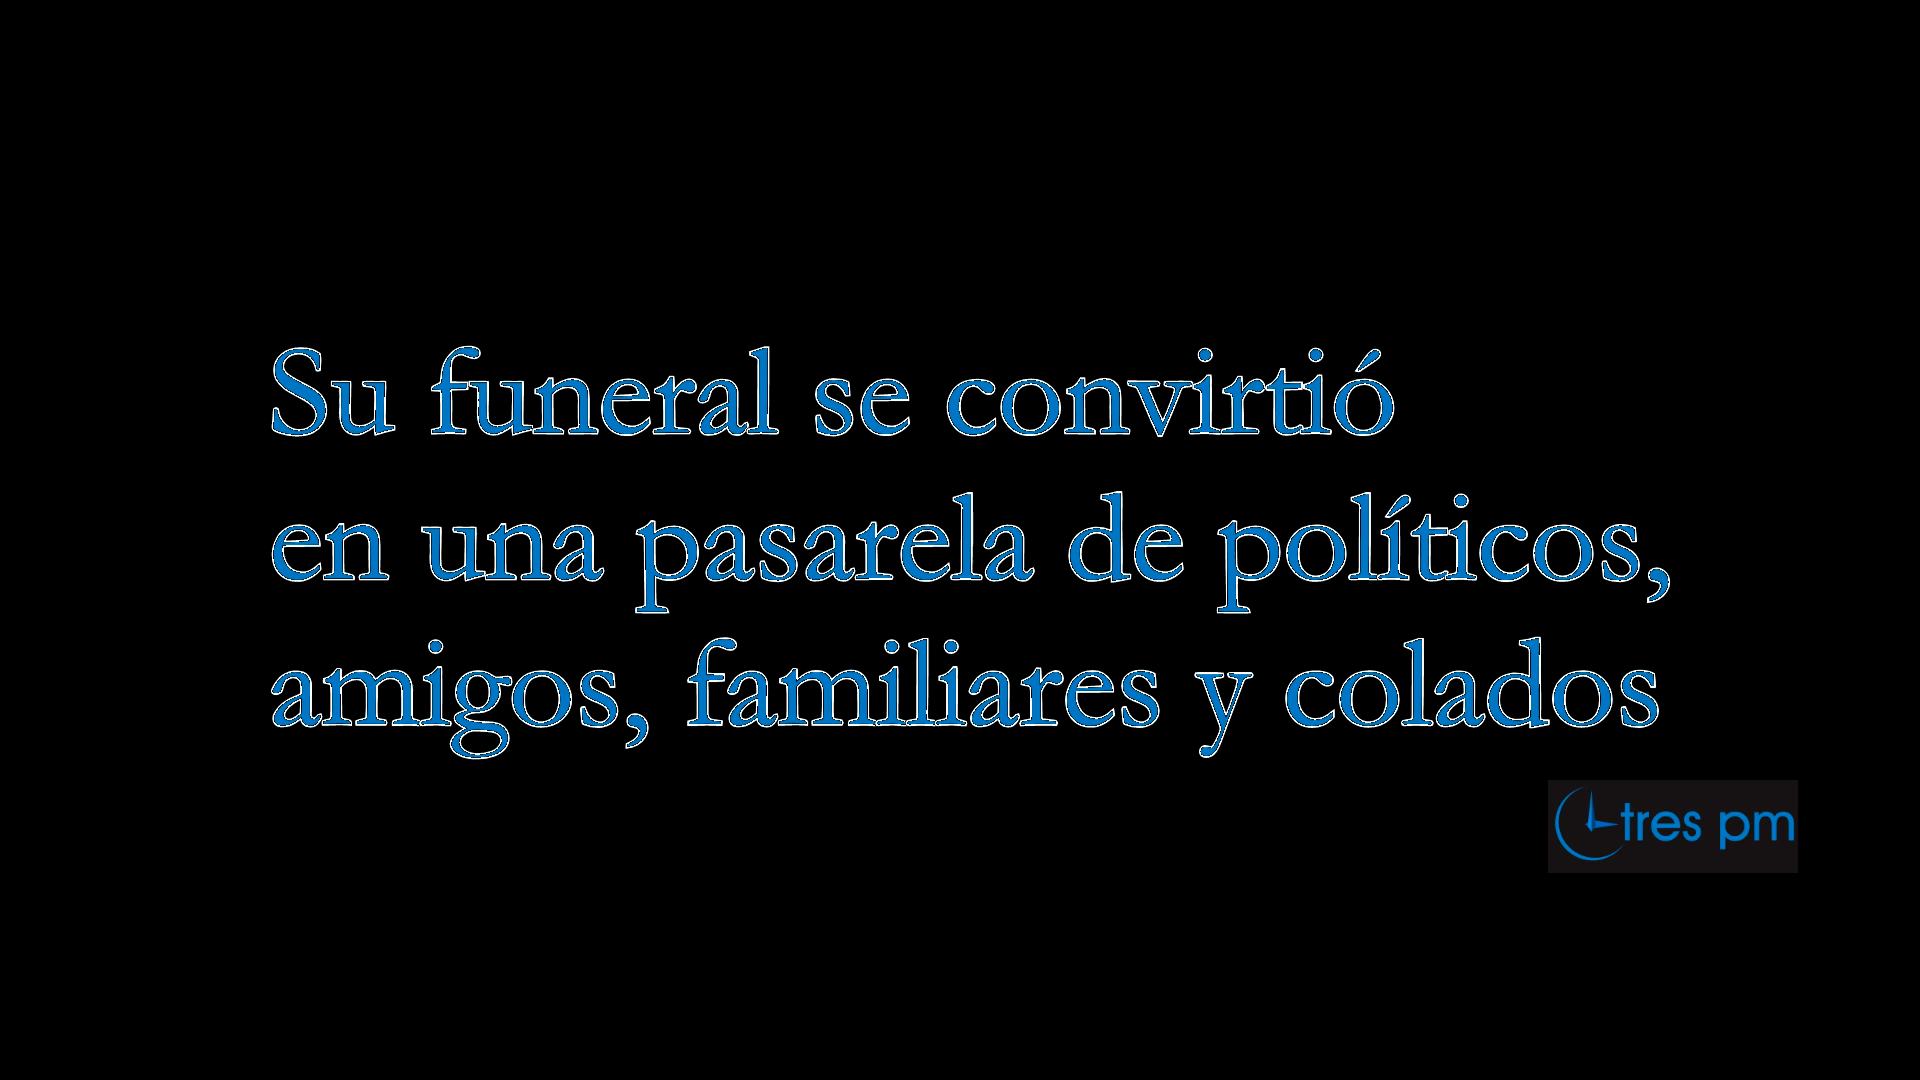 Su funeral se convirtió
en una pasarela de políticos,
amigos, familiares y colados
tres pm